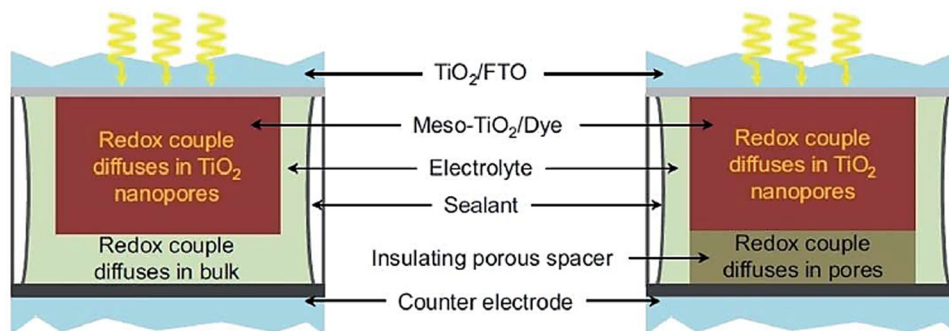 TiO₂/FTO
Meso-TiO₂/Dye
Electrolyte
Sealant
Insulating porous spacer
Counter electrode
Redox couple
diffuses in TiO₂
nanopores
Redox couple
diffuses in bulk
Redox couple
diffuses in TiO₂
nanopores
Redox couple
diffuses in pores